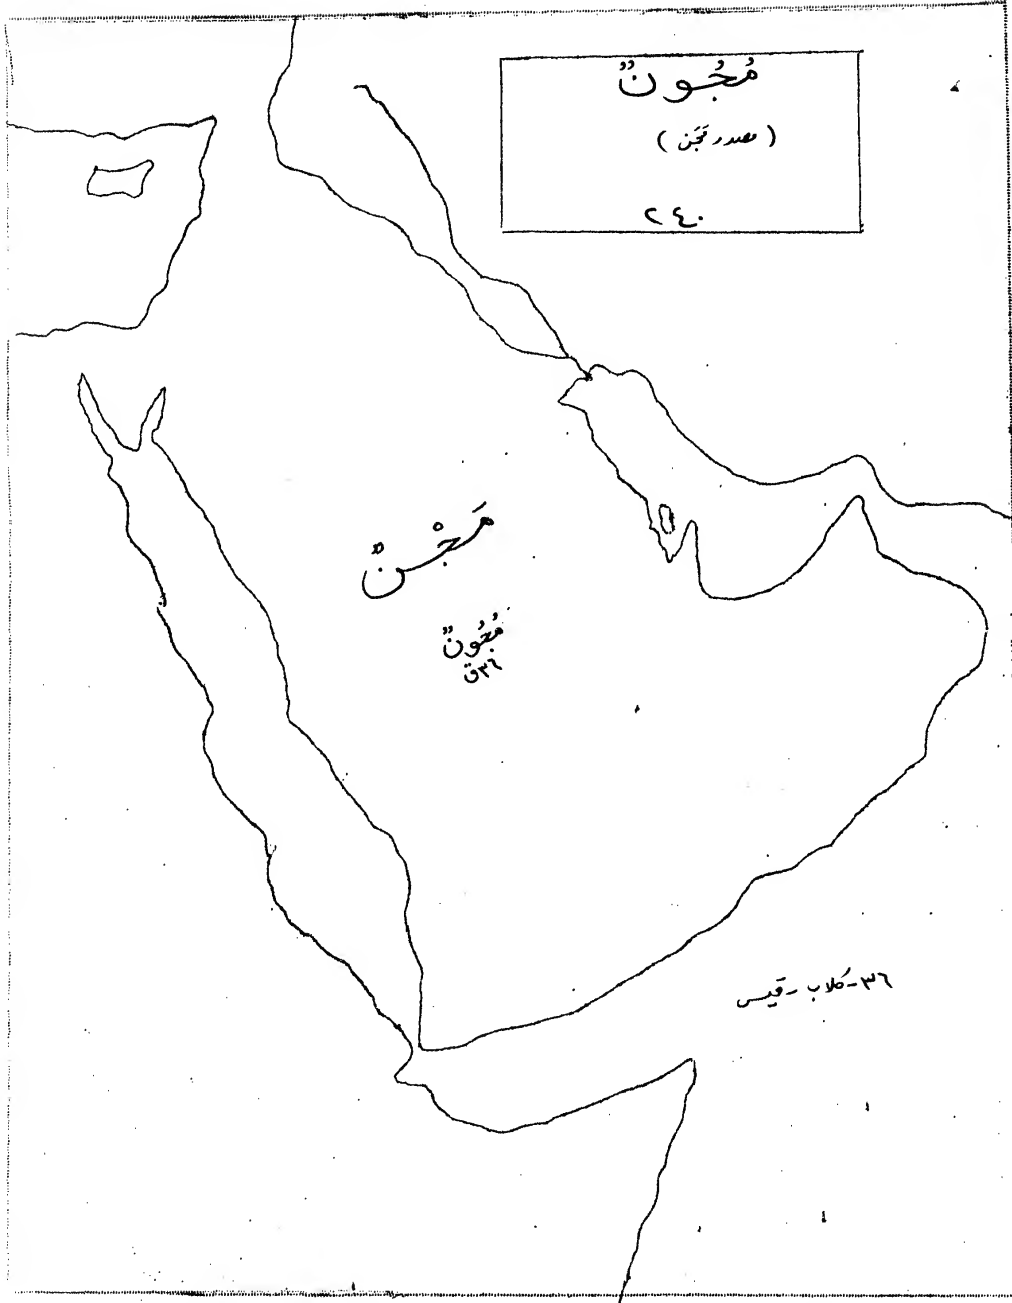 مُجُونٌ
(مصدر مَجَن)
٢٤٠
مَجْنٌ
مُجُونٌ
٣٦ق
٣٦-كلاب-قيس